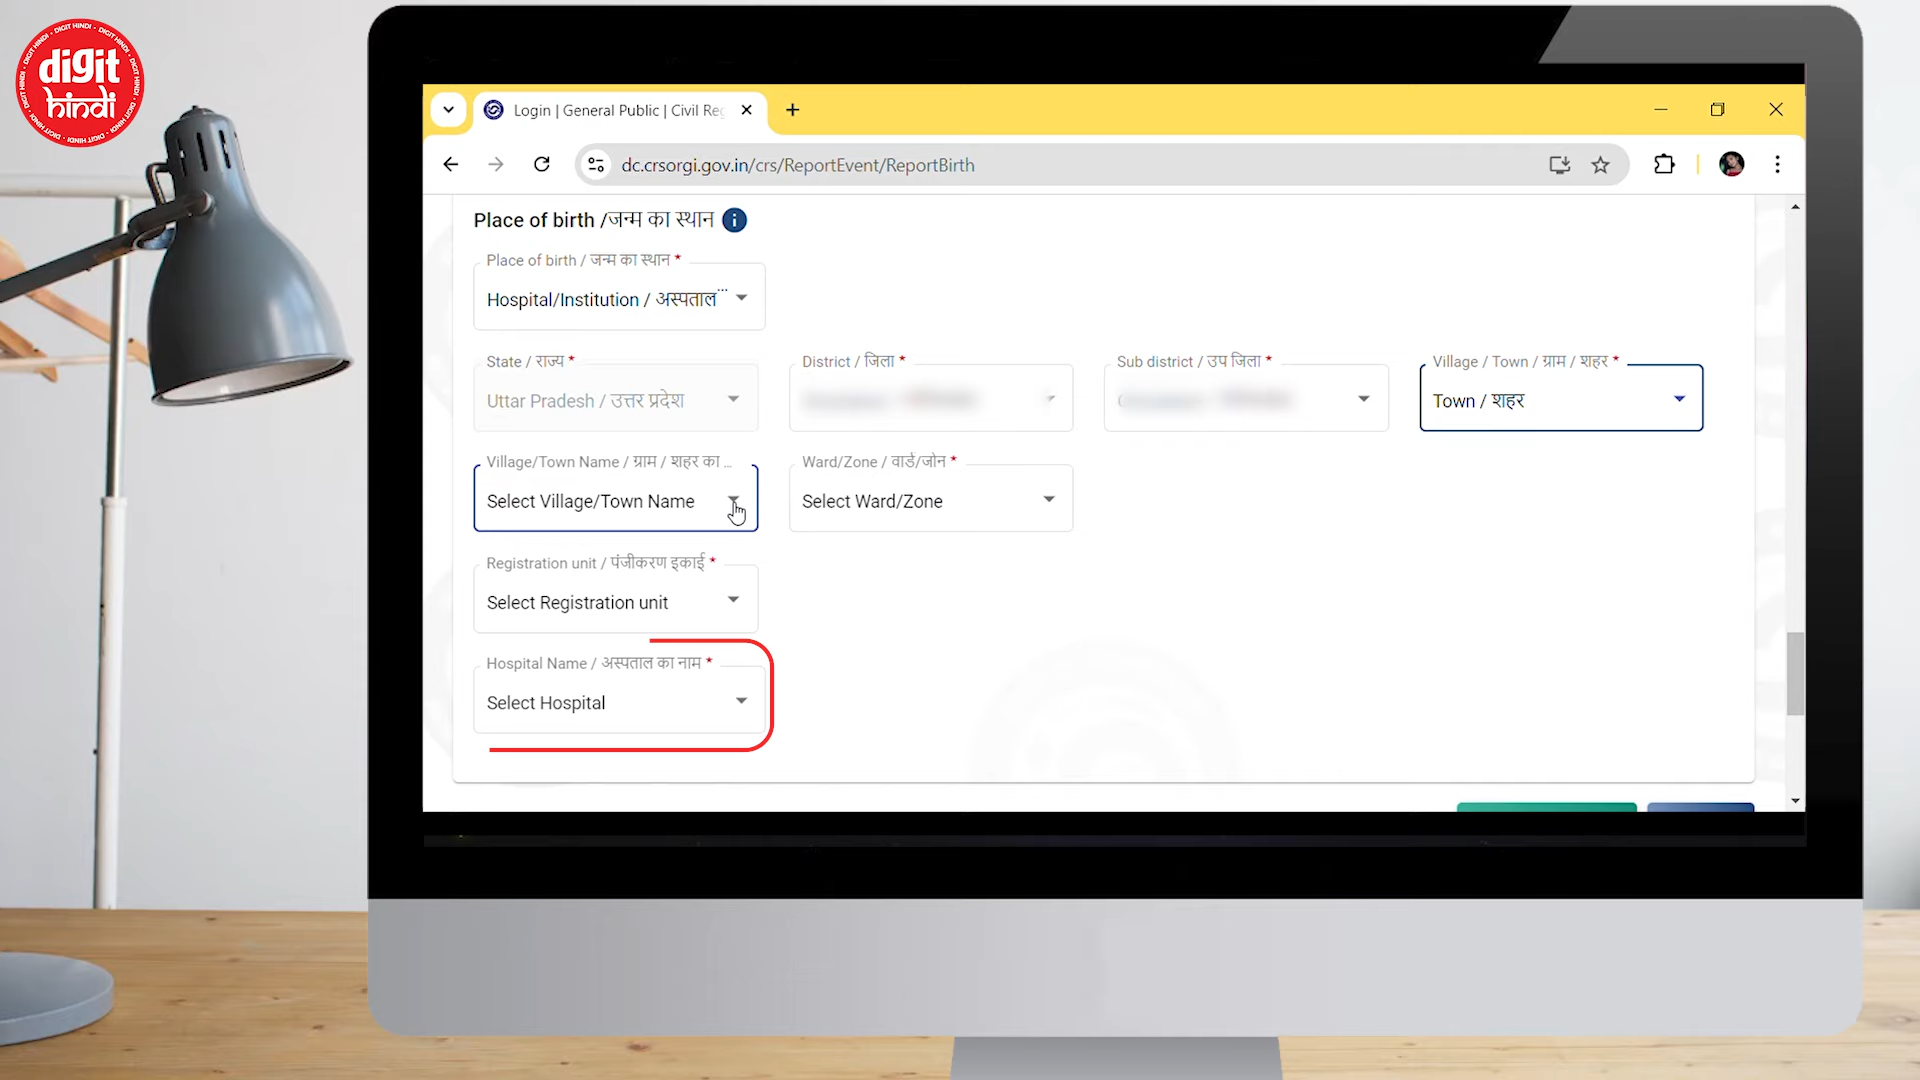 digit
hindi
Login | General Public | Civil Reg
dc.crsorgi.gov.in/crs/ReportEvent/ReportBirth
Place of birth /जन्म का स्थान
Place of birth / जन्म का स्थान *
Hospital/Institution / अस्पताल...
State / राज्य *
District / जिला *
Sub district / उप जिला *
Village / Town / ग्राम / शहर *
Uttar Pradesh / उत्तर प्रदेश
Town / शहर
Village/Town Name / ग्राम / शहर का ...
Ward/Zone / वार्ड/जोन *
Select Village/Town Name
Select Ward/Zone
Registration unit / पंजीकरण इकाई *
Select Registration unit
Hospital Name / अस्पताल का नाम *
Select Hospital